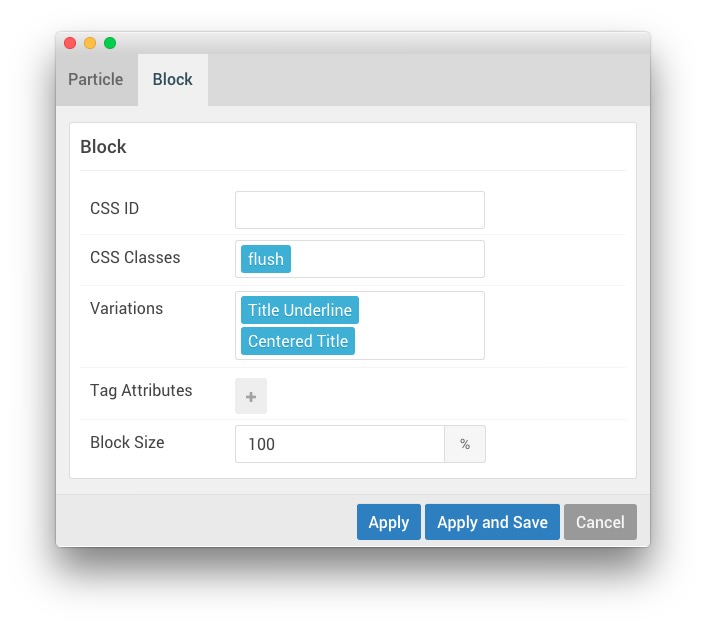 Particle Block
Block
CSS ID
CSS Classes flush
Variations Title Underline
Centered Title
Tag Attributes +
Block Size 100 %
Apply Apply and Save Cancel